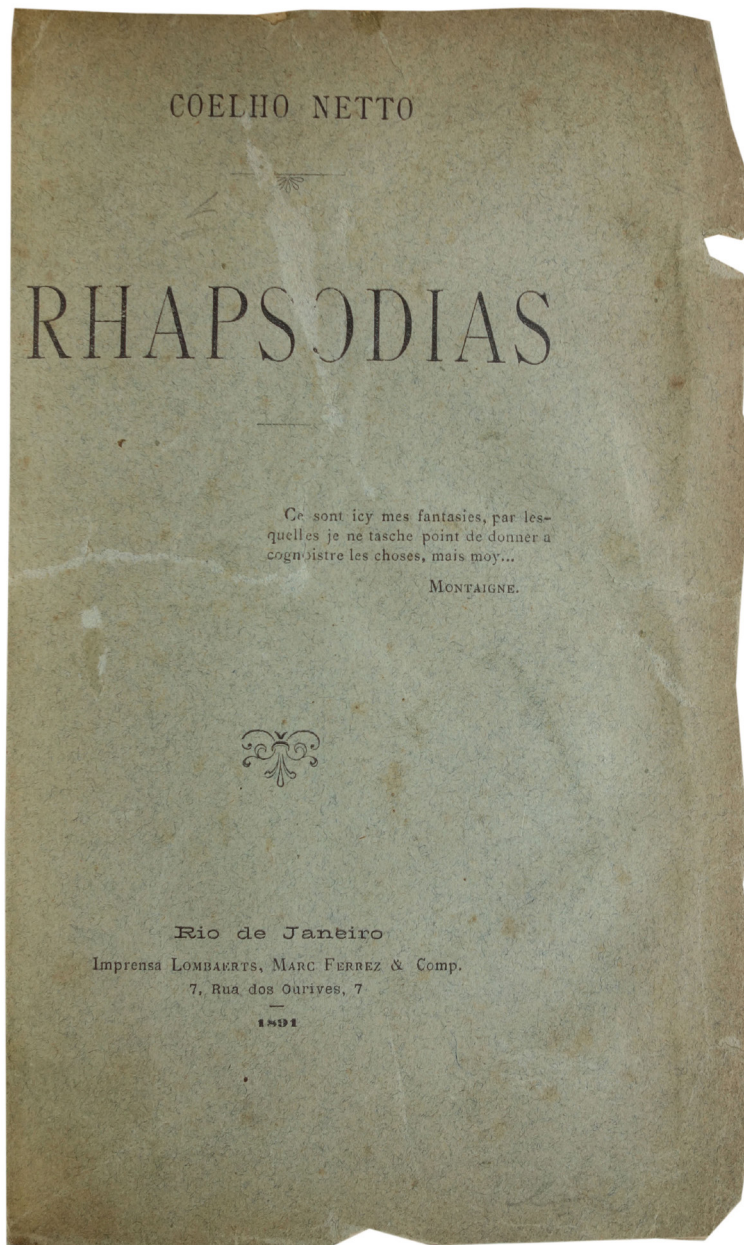 COELHO NETTO
RHAPSODIAS
Ce sont icy mes fantasies, par les-
quelles je ne tasche point de donner a
cognoistre les choses, mais moy...
MONTAIGNE.
Rio de Janeiro
Imprensa LOMBAERTS, MARC FERREZ & Comp.
7, Rua dos Ourives, 7
1891